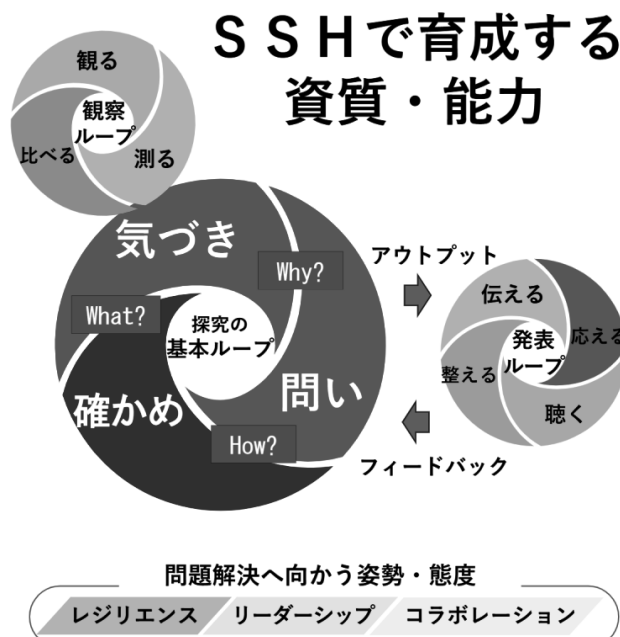 SSHで育成する
資質・能力
観る
観察
ループ
比べる
測る
気づき
Why?
What?
探究の
基本ループ
問い
確かめ
How?
アウトプット
伝える
応える
発表
ループ
整える
聴く
フィードバック
問題解決へ向かう姿勢・態度
レジリエンス
リーダーシップ
コラボレーション